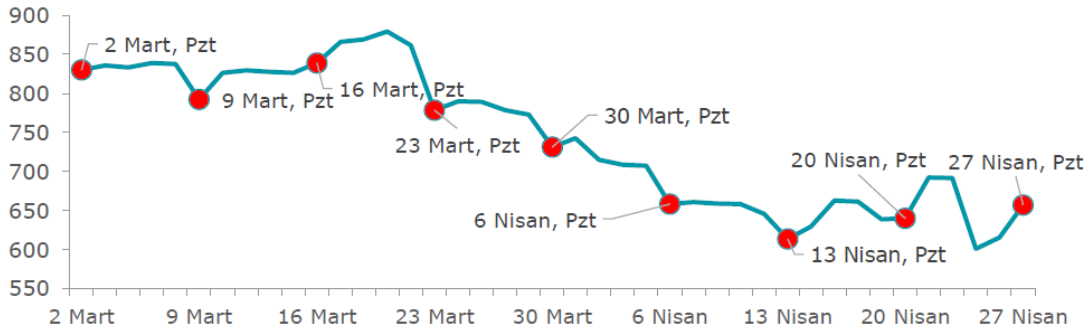 900
850
800
750
700
650
600
550
2 Mart, Pzt
9 Mart, Pzt
16 Mart, Pzt
23 Mart, Pzt
30 Mart, Pzt
6 Nisan, Pzt
13 Nisan, Pzt
20 Nisan, Pzt
27 Nisan, Pzt
2 Mart
9 Mart
16 Mart
23 Mart
30 Mart
6 Nisan
13 Nisan
20 Nisan
27 Nisan